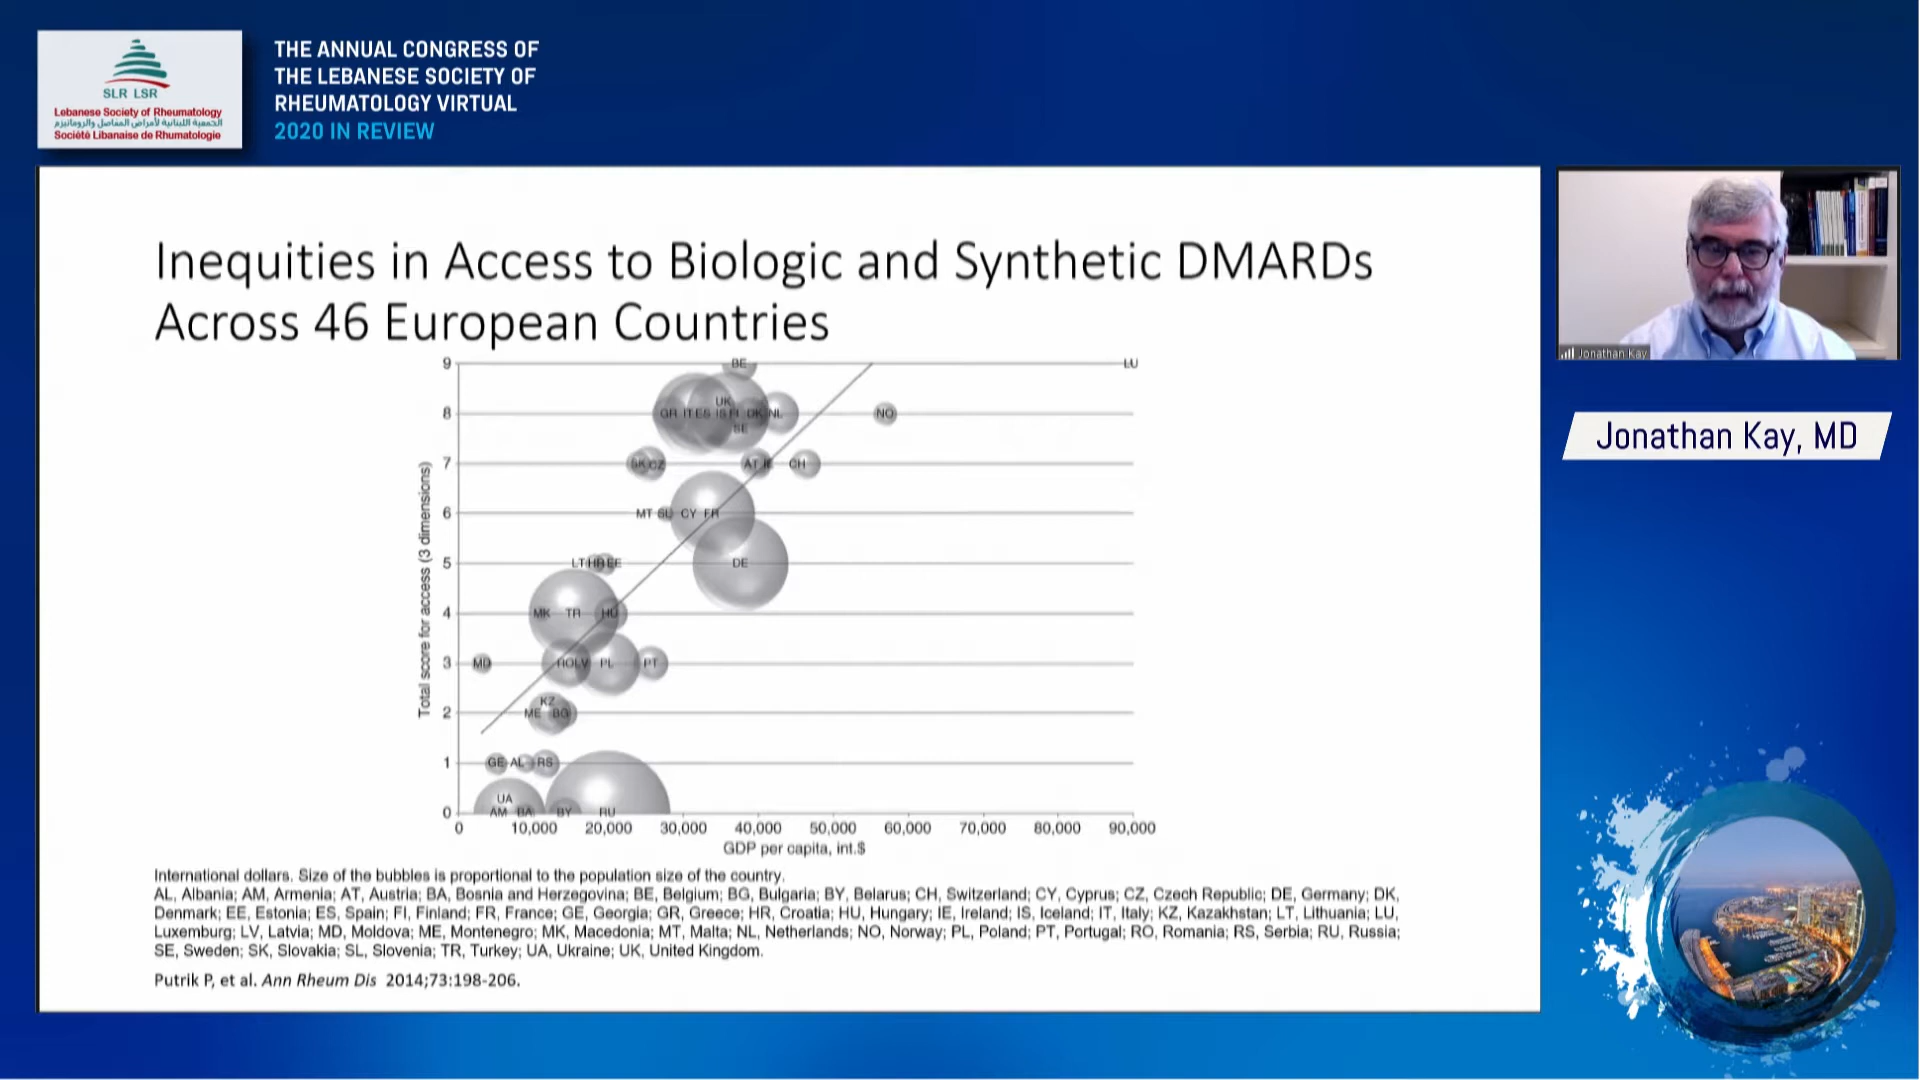 SLR LSR
Lebanese Society of Rheumatology
الجمعية اللبنانية لأمراض المفاصل والروماتيزم
Société Libanaise de Rhumatologie
THE ANNUAL CONGRESS OF
THE LEBANESE SOCIETY OF
RHEUMATOLOGY VIRTUAL
2020 IN REVIEW
Inequities in Access to Biologic and Synthetic DMARDs
Across 46 European Countries
Total score for access (3 dimensions)
9 BE LU
UK
8 GR IT ES IS FI DK NL NO
SE
7 SK CZ AT IE CH
6 MT SL CY FR
5 LT HR EE DE
4 MK TR HU
3 MD RO LV PL PT
KZ
2 ME BG
1 GE AL RS
UA
0 AM BA BY RU
0 10,000 20,000 30,000 40,000 50,000 60,000 70,000 80,000 90,000
GDP per capita, int.$
International dollars. Size of the bubbles is proportional to the population size of the country.
AL, Albania; AM, Armenia; AT, Austria; BA, Bosnia and Herzegovina; BE, Belgium; BG, Bulgaria; BY, Belarus; CH, Switzerland; CY, Cyprus; CZ, Czech Republic; DE, Germany; DK,
Denmark; EE, Estonia; ES, Spain; FI, Finland; FR, France; GE, Georgia; GR, Greece; HR, Croatia; HU, Hungary; IE, Ireland; IS, Iceland; IT, Italy; KZ, Kazakhstan; LT, Lithuania; LU,
Luxemburg; LV, Latvia; MD, Moldova; ME, Montenegro; MK, Macedonia; MT, Malta; NL, Netherlands; NO, Norway; PL, Poland; PT, Portugal; RO, Romania; RS, Serbia; RU, Russia;
SE, Sweden; SK, Slovakia; SL, Slovenia; TR, Turkey; UA, Ukraine; UK, United Kingdom.
Putrik P, et al. Ann Rheum Dis 2014;73:198-206.
Jonathan Kay
Jonathan Kay, MD